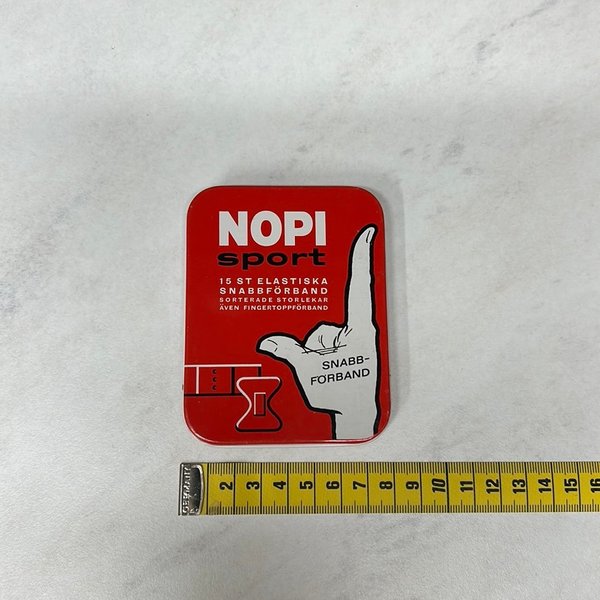 NOPI
sport
15 ST ELASTISKA
SNABBFÖRBAND
SORTERADE STORLEKAR
ÄVEN FINGERTOPPFÖRBAND
SNABB-
FÖRBAND
GERMANY
2 3 4 5 6 7 8 9 10 11 12 13 14 15 16